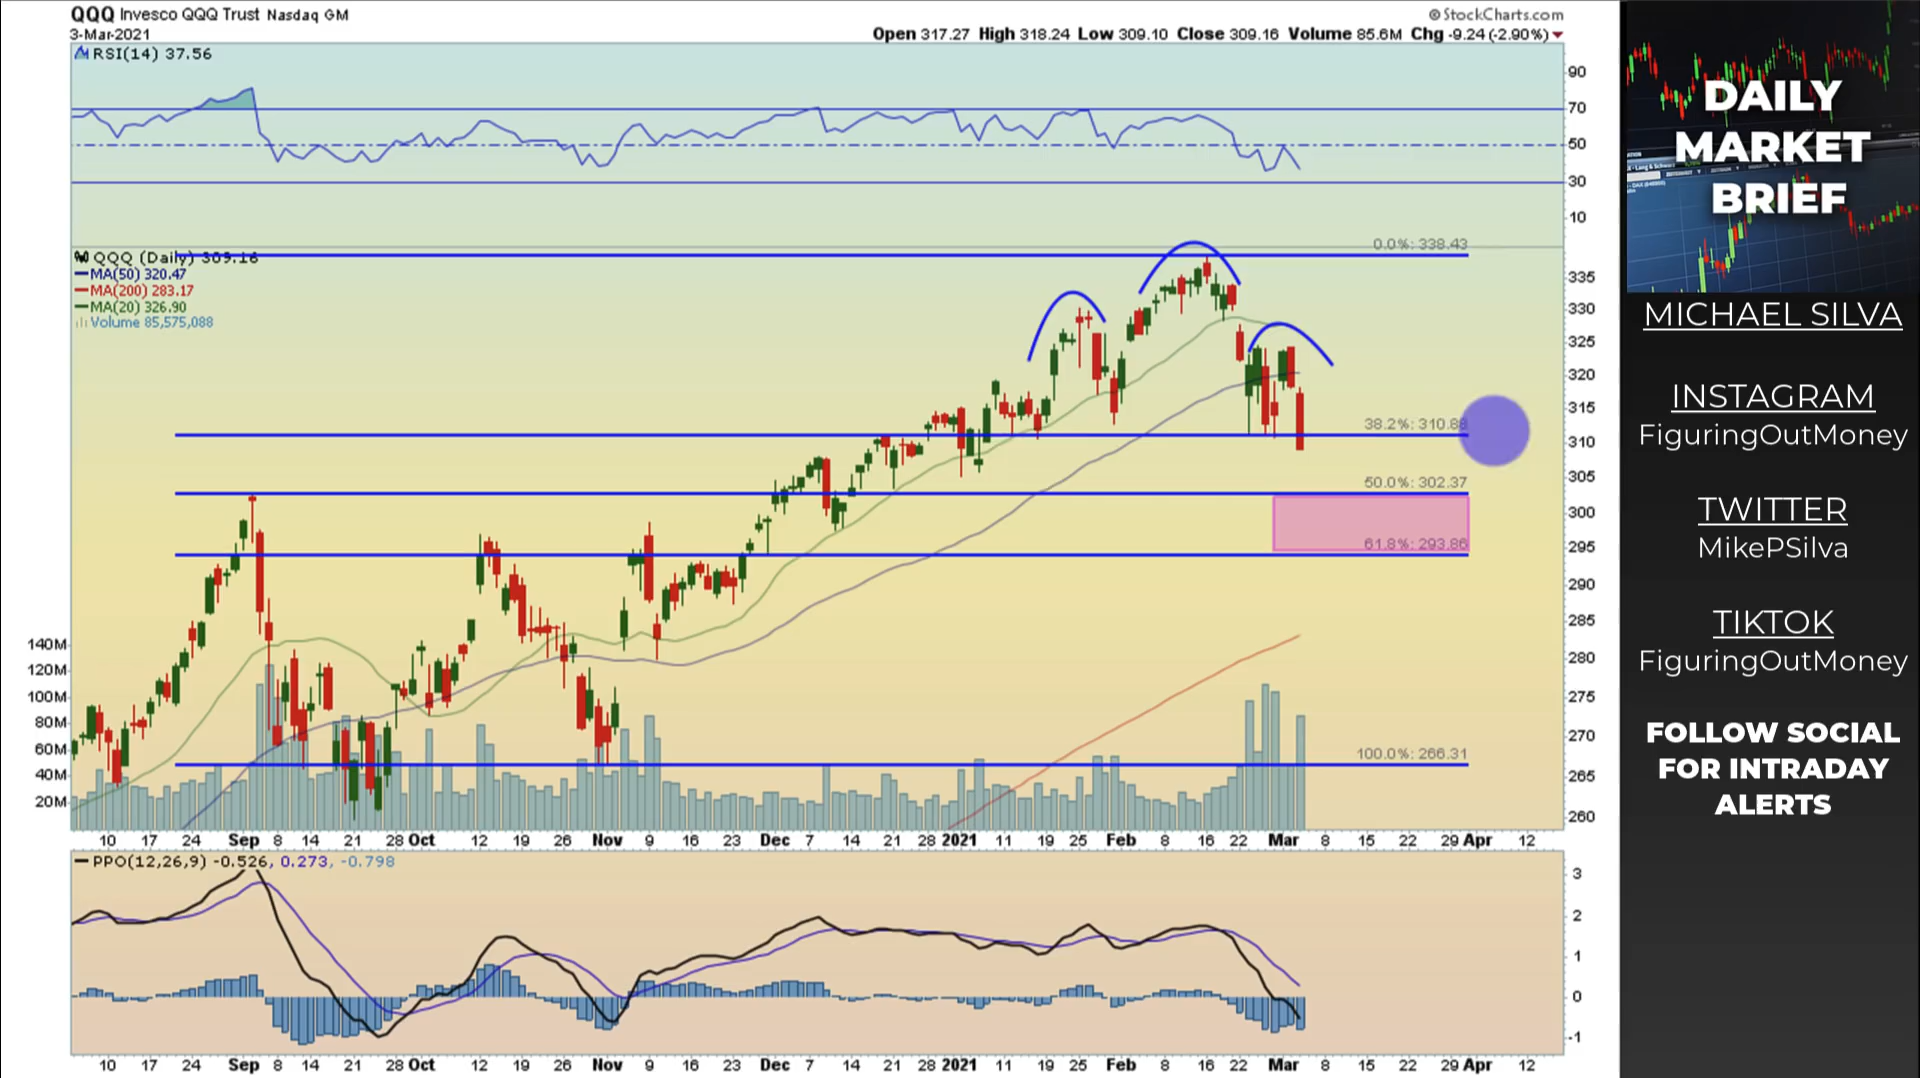 QQQ Invesco QQQ Trust Nasdaq GM
© StockCharts.com
3-Mar-2021
Open 317.27 High 318.24 Low 309.10 Close 309.16 Volume 85.6M Chg -9.24 (-2.90%)
RSI(14) 37.56
90
70
50
30
10
QQQ (Daily) 309.16
MA(50) 320.47
MA(200) 283.17
MA(20) 326.90
Volume 85,575,088
0.0%: 338.43
38.2%: 310.88
50.0%: 302.37
61.8%: 293.86
100.0%: 266.31
335
330
325
320
315
310
305
300
295
290
285
280
275
270
265
260
140M
120M
100M
80M
60M
40M
20M
10 17 24 Sep 8 14 21 28 Oct 12 19 26 Nov 9 16 23 Dec 7 14 21 28 2021 11 19 25 Feb 8 16 22 Mar 8 15 22 29 Apr 12
PPO(12,26,9) -0.526, 0.273, -0.798
3
2
1
0
-1
10 17 24 Sep 8 14 21 28 Oct 12 19 26 Nov 9 16 23 Dec 7 14 21 28 2021 11 19 25 Feb 8 16 22 Mar 8 15 22 29 Apr 12
DAILY
MARKET
BRIEF
MICHAEL SILVA
INSTAGRAM
FiguringOutMoney
TWITTER
MikePSilva
TIKTOK
FiguringOutMoney
FOLLOW SOCIAL
FOR INTRADAY
ALERTS